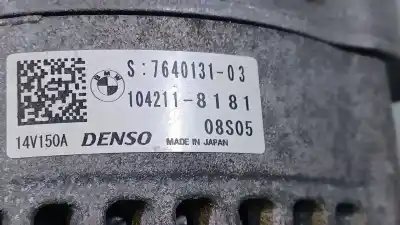 S:7640131-03
104211-8181
08S05
14V150A DENSO MADE IN JAPAN